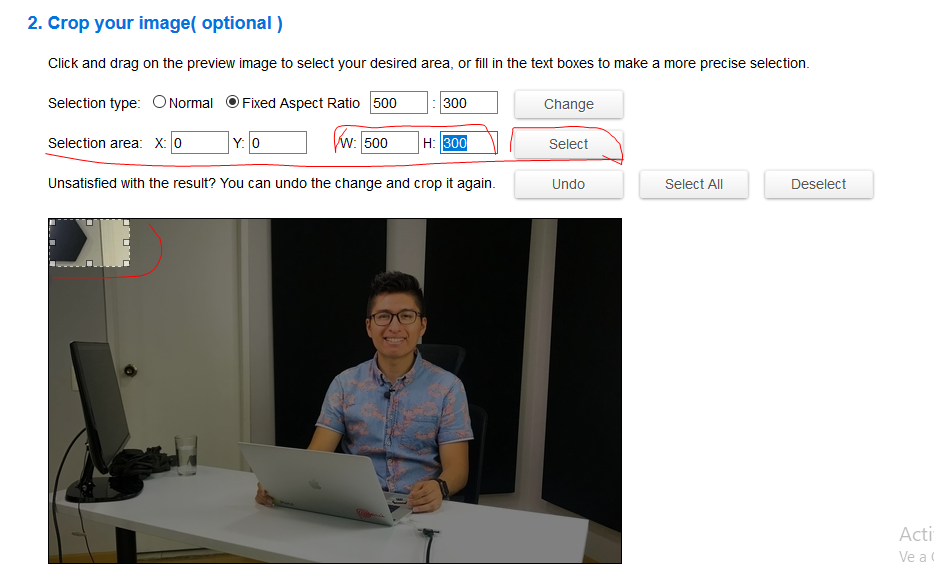 2. Crop your image( optional )
Click and drag on the preview image to select your desired area, or fill in the text boxes to make a more precise selection.
Selection type: Normal Fixed Aspect Ratio 500 : 300 Change
Selection area: X: 0 Y: 0 W: 500 H: 300 Select
Unsatisfied with the result? You can undo the change and crop it again. Undo Select All Deselect
Acti
Ve a